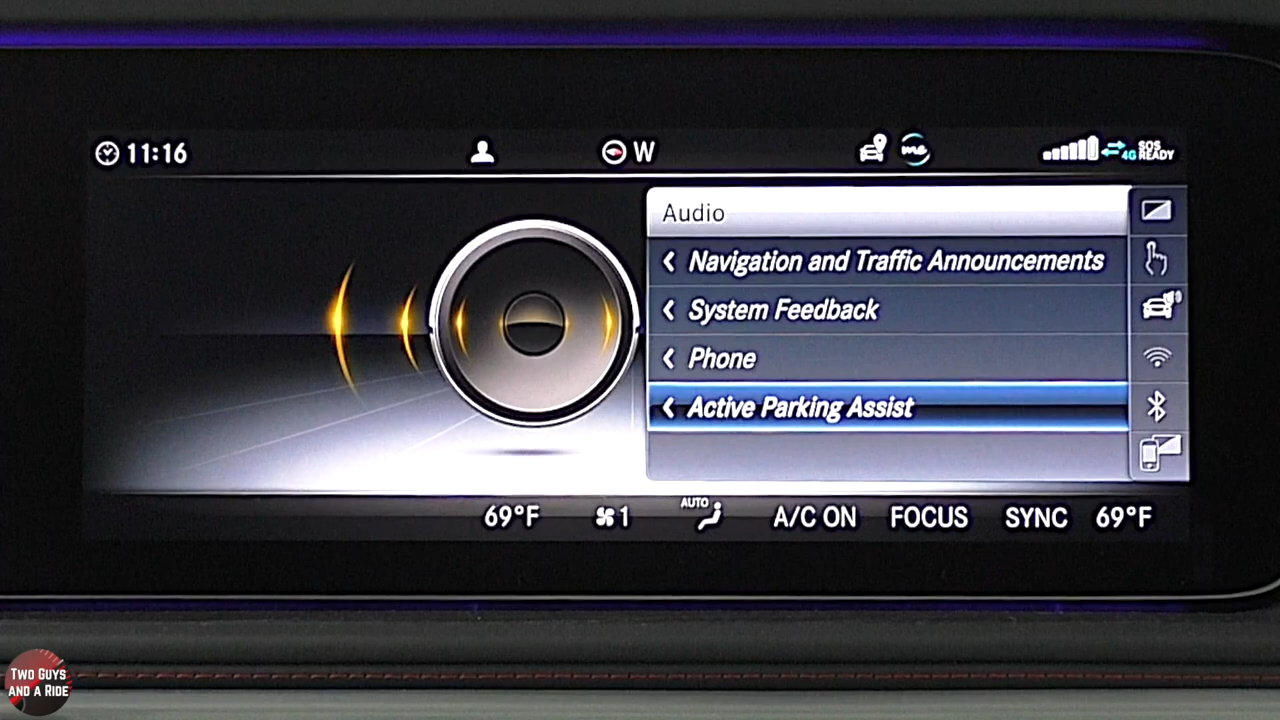 11:16
W
me
4G
SOS
READY
Audio
Navigation and Traffic Announcements
System Feedback
Phone
Active Parking Assist
69°F
1
AUTO
A/C ON
FOCUS
SYNC
69°F
TWO GUYS
AND A RIDE